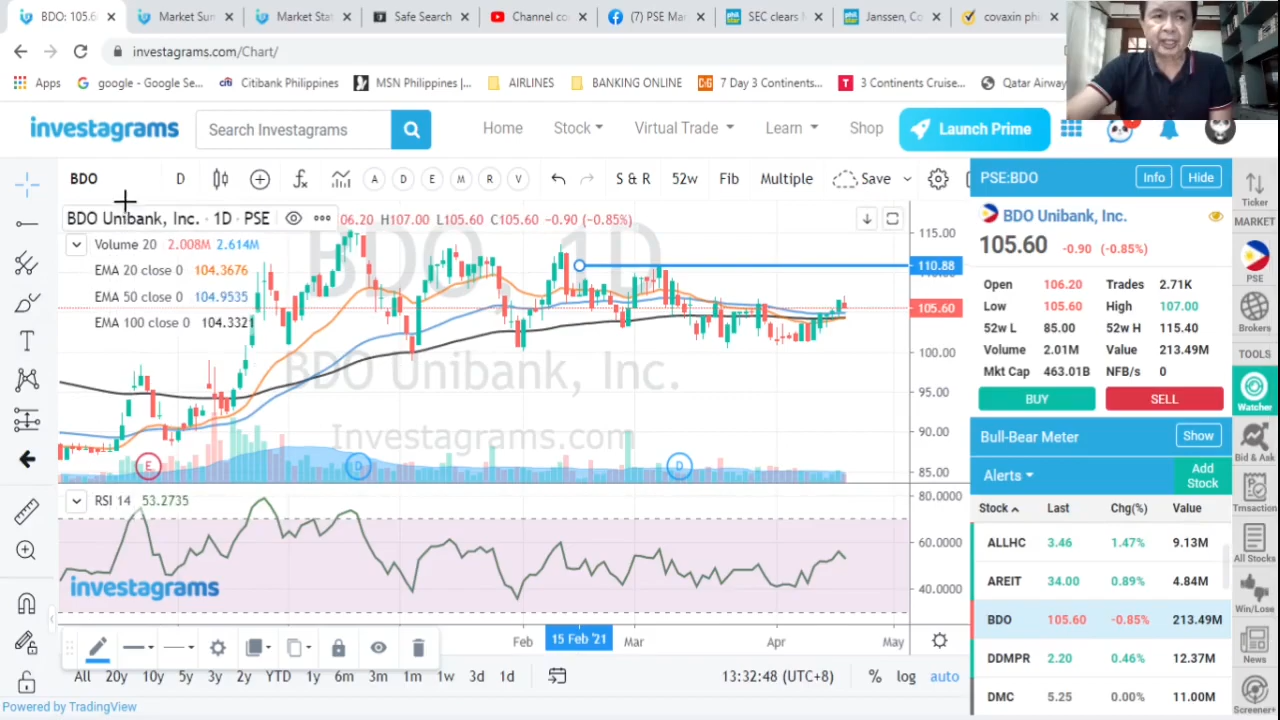 BDO: 105.6
Market Sun
Market Stat
Safe Search
Channel co
(7) PSE Mar
SEC clears
Janssen, Co
covaxin ph
investagrams.com/Chart/
Apps
google - Google Se...
Citibank Philippines
MSN Philippines |...
AIRLINES
BANKING ONLINE
7 Day 3 Continents...
3 Continents Cruise...
Qatar Airway
investagrams
Search Investagrams
Home
Stock
Virtual Trade
Learn
Shop
Launch Prime
BDO
D
A D E M R V
S & R
52w
Fib
Multiple
Save
BDO Unibank, Inc. · 1D · PSE
06.20 H107.00 L105.60 C105.60 -0.90 (-0.85%)
Volume 20 2.008M 2.614M
EMA 20 close 0 104.3676
EMA 50 close 0 104.9535
EMA 100 close 0 104.3321
BDO, 1D
BDO Unibank, Inc.
Investagrams.com
E
D
D
115.00
110.88
105.60
100.00
95.00
90.00
85.00
RSI 14 53.2735
80.0000
60.0000
40.0000
investagrams
Feb
15 Feb '21
Mar
Apr
May
All 20y 10y 5y 3y 2y YTD 1y 6m 3m 1m 1w 3d 1d
13:32:48 (UTC+8)
% log auto
Powered by TradingView
PSE:BDO
Info
Hide
BDO Unibank, Inc.
105.60 -0.90 (-0.85%)
Open 106.20 Trades 2.71K
Low 105.60 High 107.00
52w L 85.00 52w H 115.40
Volume 2.01M Value 213.49M
Mkt Cap 463.01B NFB/s 0
BUY
SELL
Bull-Bear Meter
Show
Alerts
Add Stock
Stock Last Chg(%) Value
ALLHC 3.46 1.47% 9.13M
AREIT 34.00 0.89% 4.84M
BDO 105.60 -0.85% 213.49M
DDMPR 2.20 0.46% 12.37M
DMC 5.25 0.00% 11.00M
Ticker
MARKET
PSE
Brokers
TOOLS
Watcher
Bid & Ask
Trnsaction
All Stocks
Win/Lose
News
Screener+